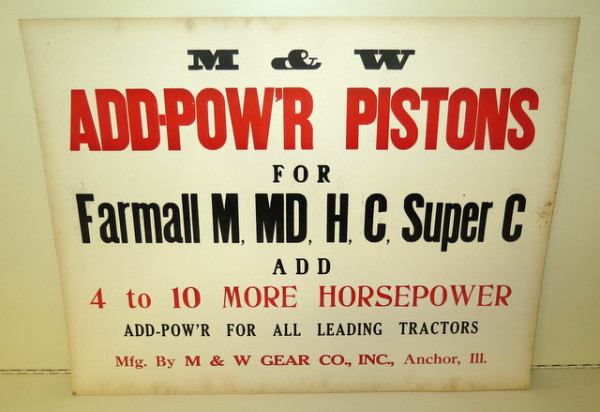 M & W
ADD-POW'R PISTONS
FOR
Farmall M, MD, H, C, Super C
ADD
4 to 10 MORE HORSEPOWER
ADD-POW'R FOR ALL LEADING TRACTORS
Mfg. By M & W GEAR CO., INC., Anchor, Ill.